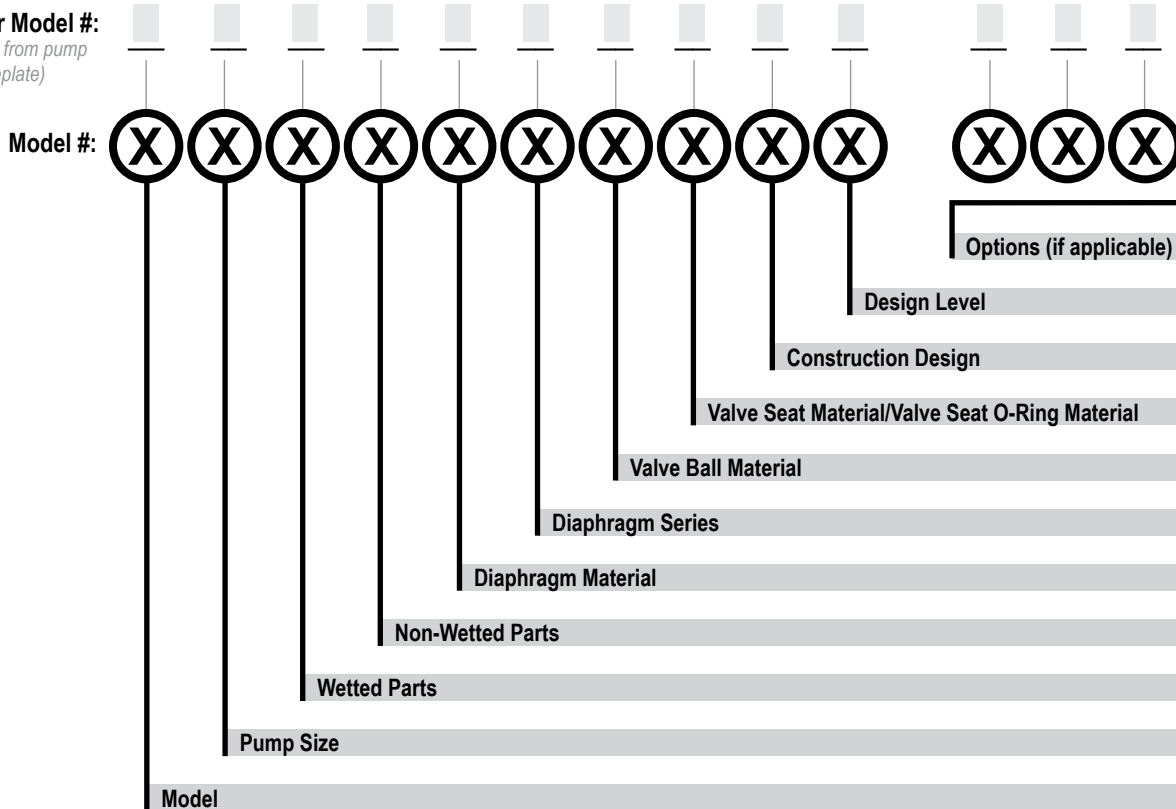 r Model #:
from pump
plate)
Model #: X X X X X X X X X X X X X
Options (if applicable)
Design Level
Construction Design
Valve Seat Material/Valve Seat O-Ring Material
Valve Ball Material
Diaphragm Series
Diaphragm Material
Non-Wetted Parts
Wetted Parts
Pump Size
Model